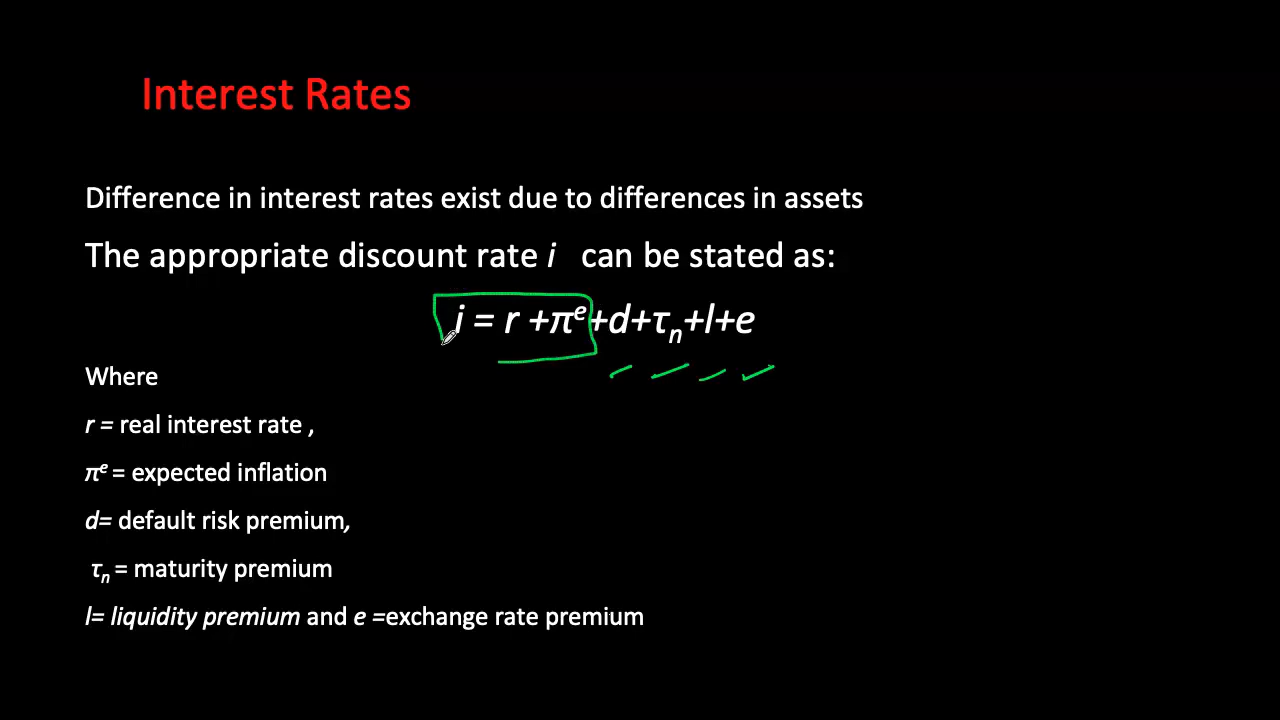 Interest Rates
Difference in interest rates exist due to differences in assets
The appropriate discount rate i can be stated as:
i = r +πᵉ+d+τₙ+l+e
Where
r = real interest rate ,
πᵉ = expected inflation
d= default risk premium,
τₙ = maturity premium
l= liquidity premium and e =exchange rate premium